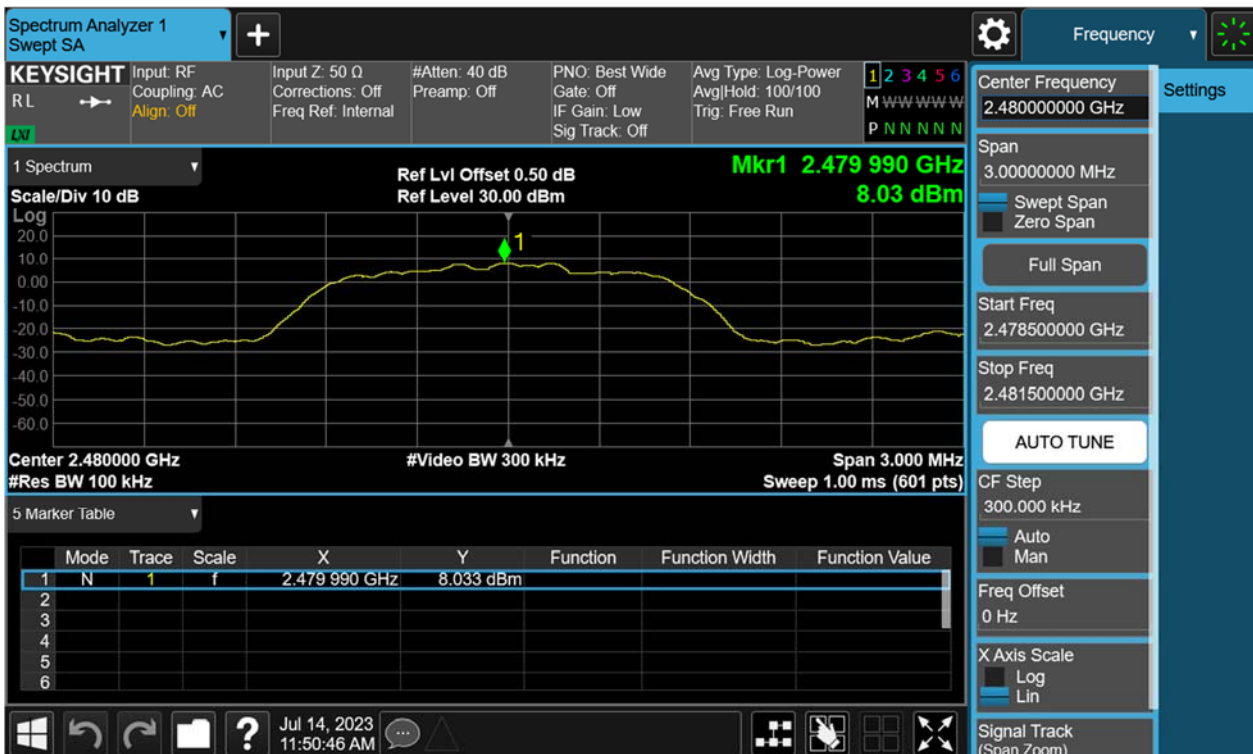 Spectrum Analyzer 1
Swept SA
+
Frequency
KEYSIGHT
R L
LXI
Input: RF
Coupling: AC
Align: Off
Input Z: 50 Ω
Corrections: Off
Freq Ref: Internal
#Atten: 40 dB
Preamp: Off
PNO: Best Wide
Gate: Off
IF Gain: Low
Sig Track: Off
Avg Type: Log-Power
Avg|Hold: 100/100
Trig: Free Run
1 2 3 4 5 6
M W W W W W
P N N N N N
Center Frequency
2.480000000 GHz
Settings
Span
3.00000000 MHz
Swept Span
Zero Span
Full Span
Start Freq
2.478500000 GHz
Stop Freq
2.481500000 GHz
AUTO TUNE
CF Step
300.000 kHz
Auto
Man
Freq Offset
0 Hz
X Axis Scale
Log
Lin
Signal Track
(Span Zoom)
1 Spectrum
Scale/Div 10 dB
Ref Lvl Offset 0.50 dB
Ref Level 30.00 dBm
Mkr1 2.479 990 GHz
8.03 dBm
Log
1
20.0
10.0
0.00
-10.0
-20.0
-30.0
-40.0
-50.0
-60.0
Center 2.480000 GHz
#Video BW 300 kHz
Span 3.000 MHz
#Res BW 100 kHz
Sweep 1.00 ms (601 pts)
5 Marker Table
Mode Trace Scale X Y Function Function Width Function Value
1 N 1 f 2.479 990 GHz 8.033 dBm
2
3
4
5
6
?
Jul 14, 2023
11:50:46 AM